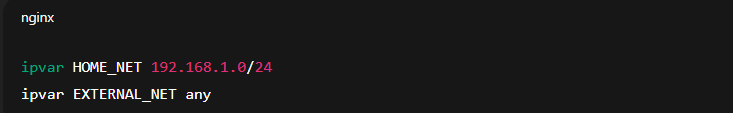 nginx
ipvar HOME_NET 192.168.1.0/24
ipvar EXTERNAL_NET any